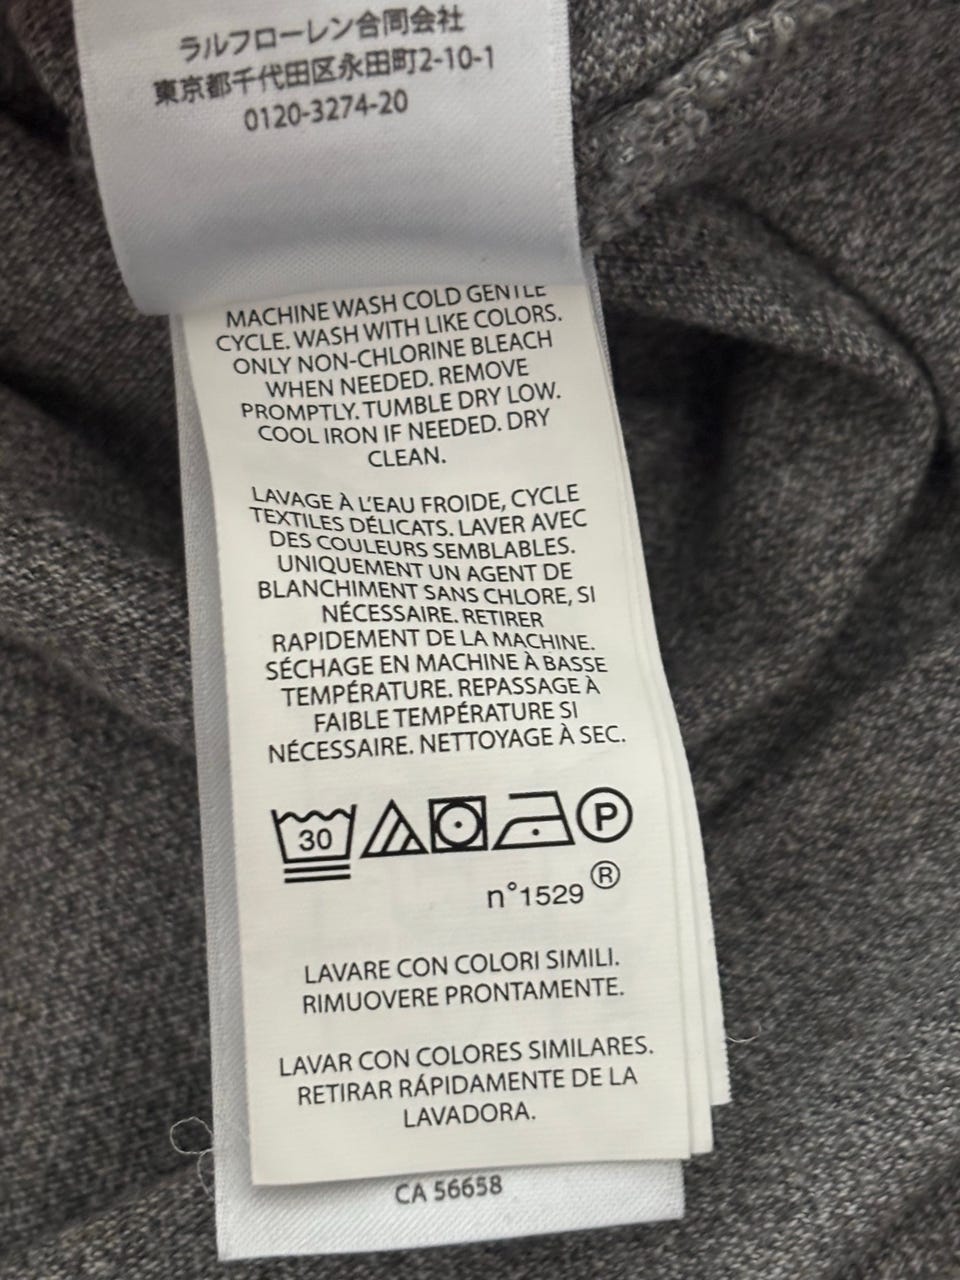 ラルフローレン合同会社
東京都千代田区永田町2-10-1
0120-3274-20
MACHINE WASH COLD GENTLE
CYCLE. WASH WITH LIKE COLORS.
ONLY NON-CHLORINE BLEACH
WHEN NEEDED. REMOVE
PROMPTLY. TUMBLE DRY LOW.
COOL IRON IF NEEDED. DRY
CLEAN.
LAVAGE À L'EAU FROIDE, CYCLE
TEXTILES DÉLICATS. LAVER AVEC
DES COULEURS SEMBLABLES.
UNIQUEMENT UN AGENT DE
BLANCHIMENT SANS CHLORE, SI
NÉCESSAIRE. RETIRER
RAPIDEMENT DE LA MACHINE.
SÉCHAGE EN MACHINE À BASSE
TEMPÉRATURE. REPASSAGE À
FAIBLE TEMPÉRATURE SI
NÉCESSAIRE. NETTOYAGE À SEC.
30 P
n°1529 ®
LAVARE CON COLORI SIMILI.
RIMUOVERE PRONTAMENTE.
LAVAR CON COLORES SIMILARES.
RETIRAR RÁPIDAMENTE DE LA
LAVADORA.
CA 56658